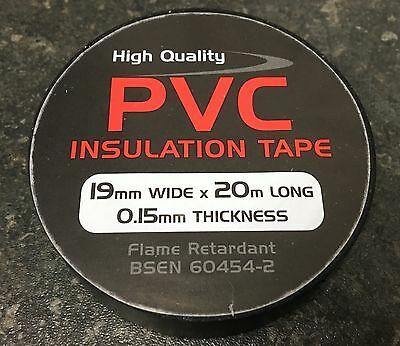 High Quality
PVC
INSULATION TAPE
19mm WIDE x 20m LONG
0.15mm THICKNESS
Flame Retardant
BSEN 60454-2